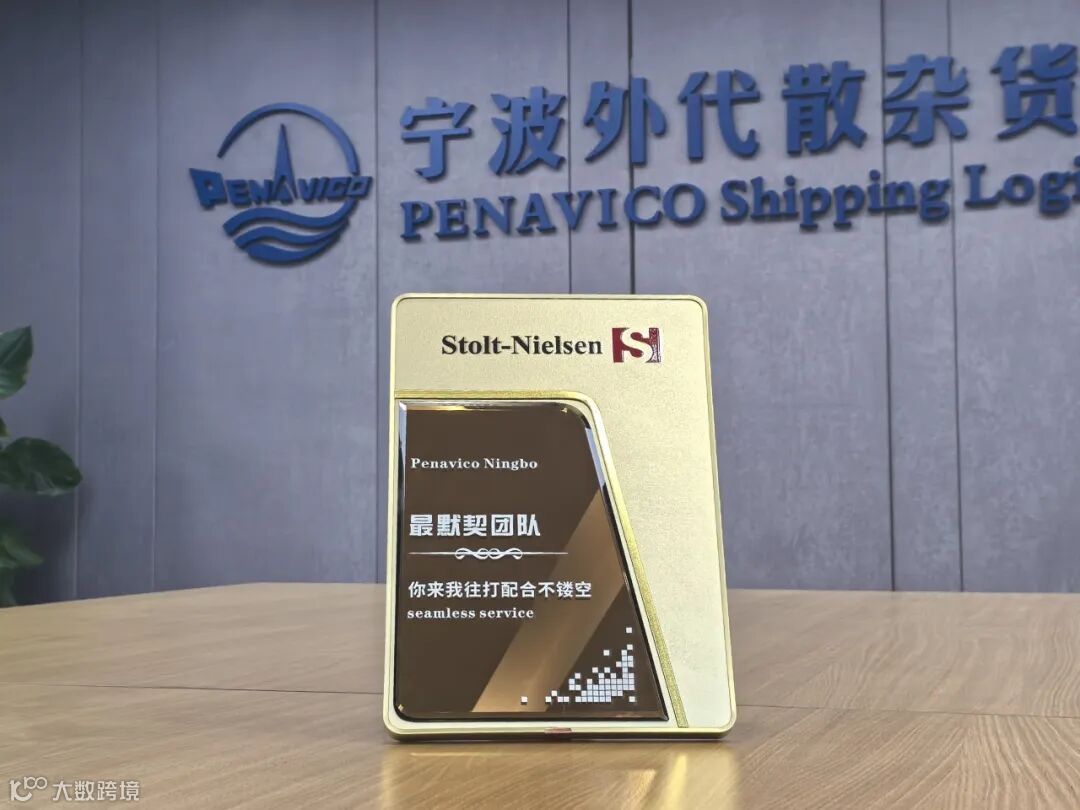 宁波外代散杂货
PENAVICO
PENAVICO Shipping Logi
Stolt-Nielsen S
Penavico Ningbo
最默契团队
你来我往打配合不镂空
seamless service
大数跨境